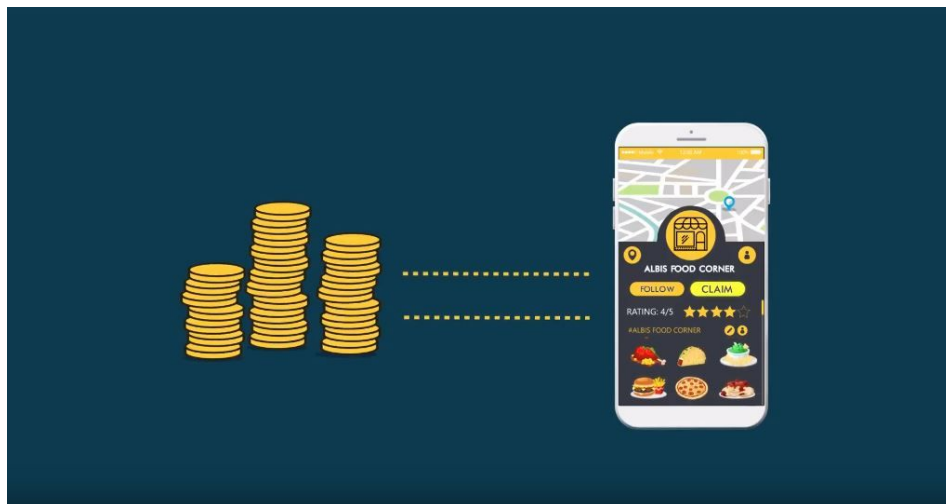 ALBIS FOOD CORNER
FOLLOW CLAIM
RATING: 4/5
#ALBIS FOOD CORNER